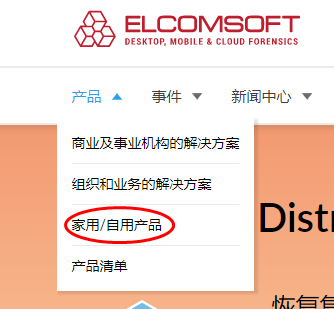 ELCOMSOFT
DESKTOP, MOBILE & CLOUD FORENSICS
产品 事件 新闻中心
商业及事业机构的解决方案
组织和业务的解决方案
家用/自用产品
产品清单
Distr
恢复复